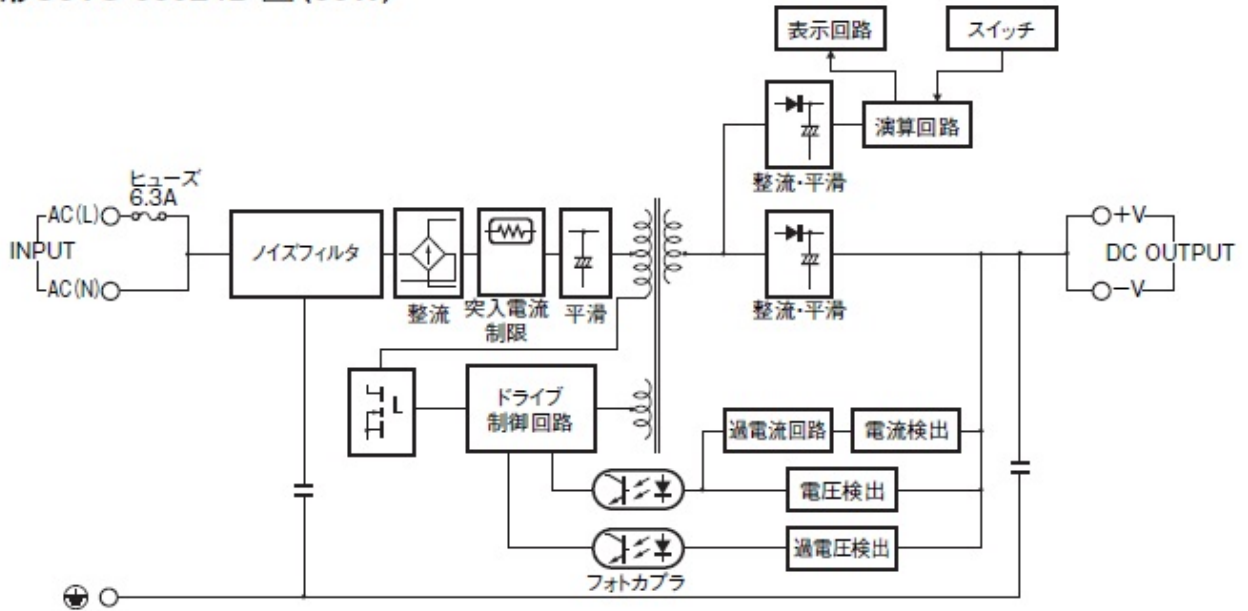 表示回路
スイッチ
演算回路
整流・平滑
ヒューズ
6.3A
AC(L)
INPUT
AC(N)
ノイズフィルタ
整流
突入電流
制限
平滑
整流・平滑
+V
DC OUTPUT
-V
ドライブ
制御回路
過電流回路
電流検出
電圧検出
過電圧検出
フォトカプラ